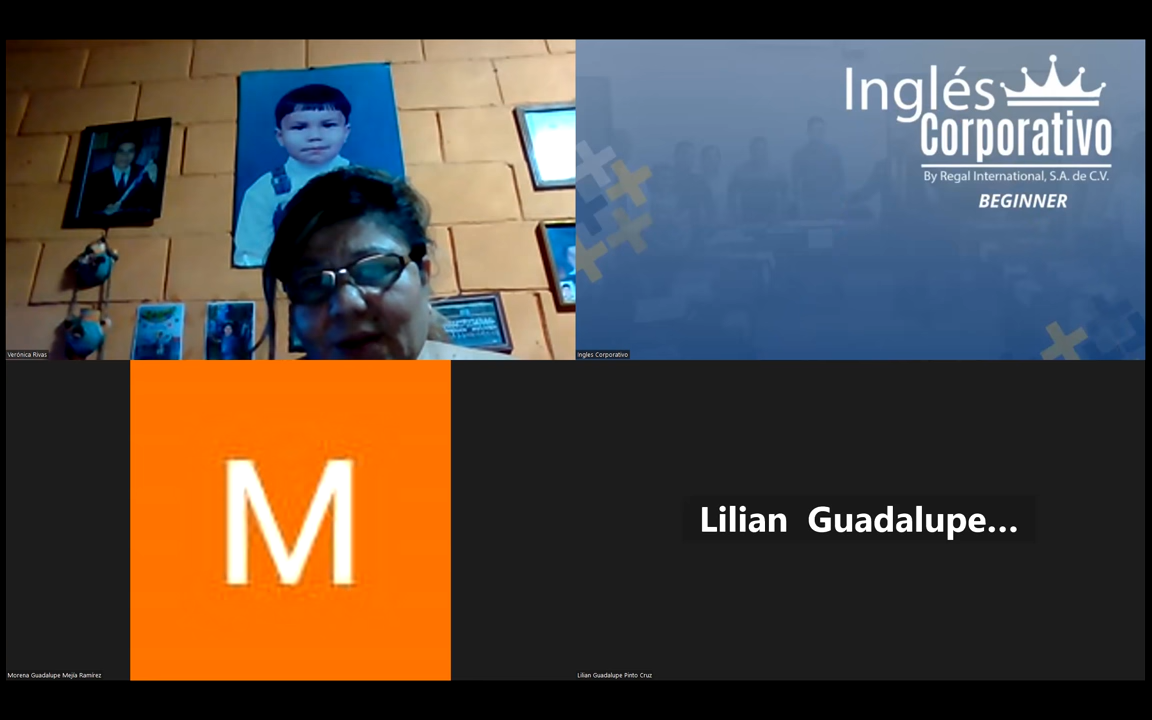 Inglés
Corporativo
By Regal International, S.A. de C.V.
BEGINNER
Verónica Rivas
Ingles Corporativo
M
Lilian Guadalupe...
Morena Guadalupe Mejía Ramírez
Lilian Guadalupe Pinto Cruz